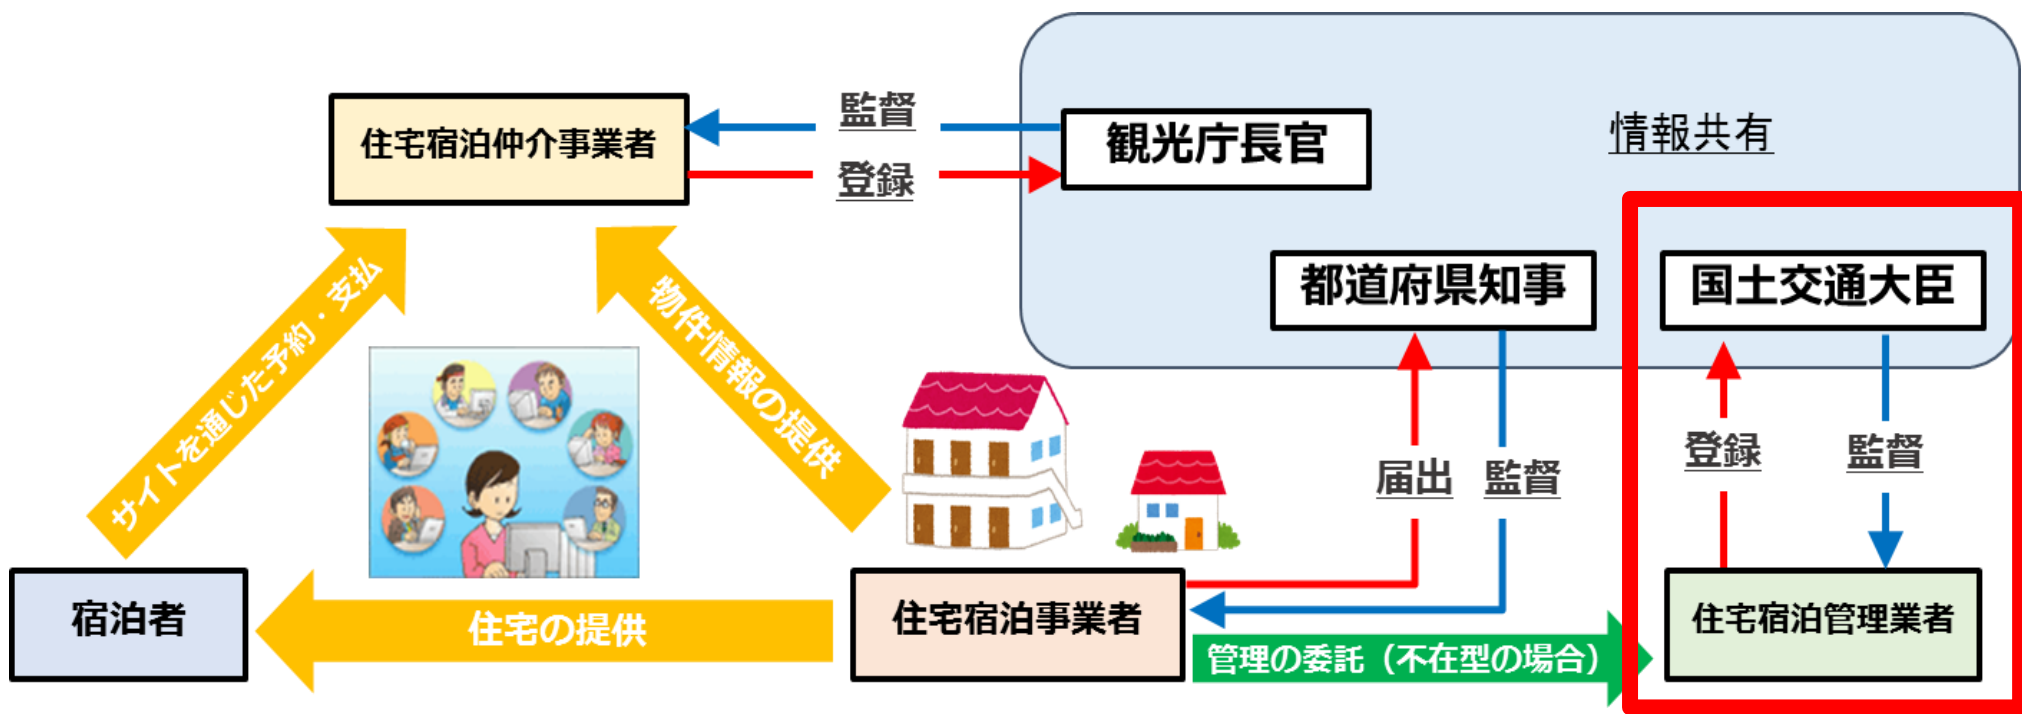 監督
住宅宿泊仲介事業者
観光庁長官
情報共有
登録
都道府県知事
国土交通大臣
サイトを通じた予約・支払
物件情報の提供
届出
監督
登録
監督
宿泊者
住宅の提供
住宅宿泊事業者
住宅宿泊管理業者
管理の委託（不在型の場合）